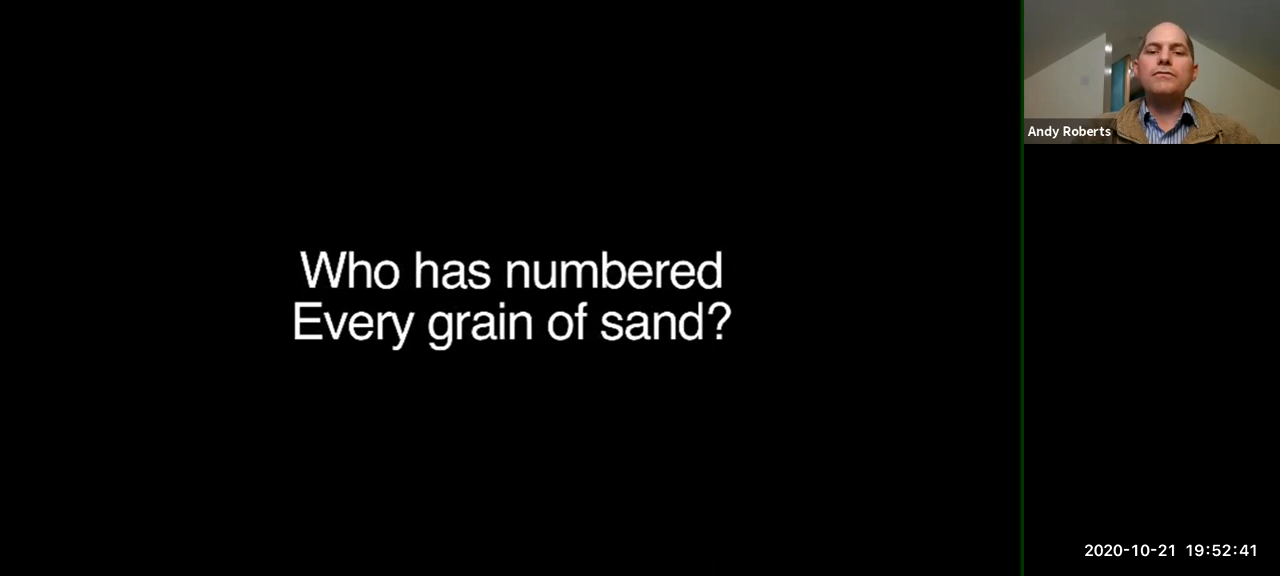 Who has numbered
Every grain of sand?
Andy Roberts
2020-10-21 19:52:41